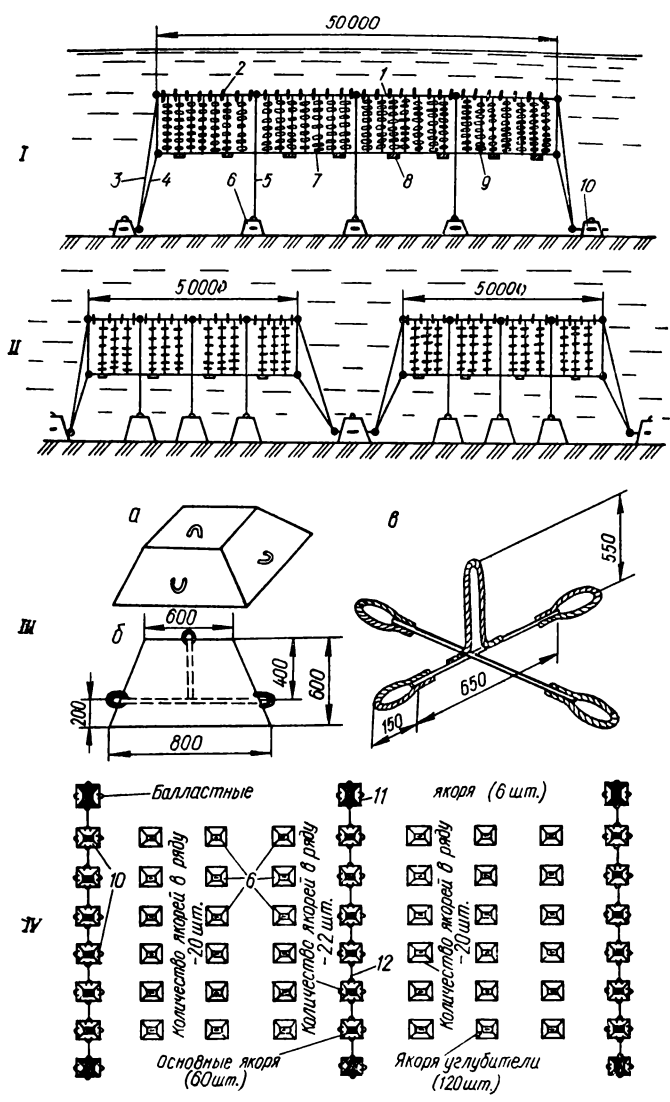 50000
2
1
I
3
4
6
5
7
8
9
10
50000
50000
II
а
в
550
III
600
б
400
600
200
800
650
150
Балластные
11
якоря (6 шт.)
10
Количество якорей в ряду
-20 шт.
6
Количество якорей в ряду
-22 шт.
12
Количество якорей в ряду
-20 шт.
IV
Основные якоря
(60 шт.)
Якоря углубители
(120 шт.)